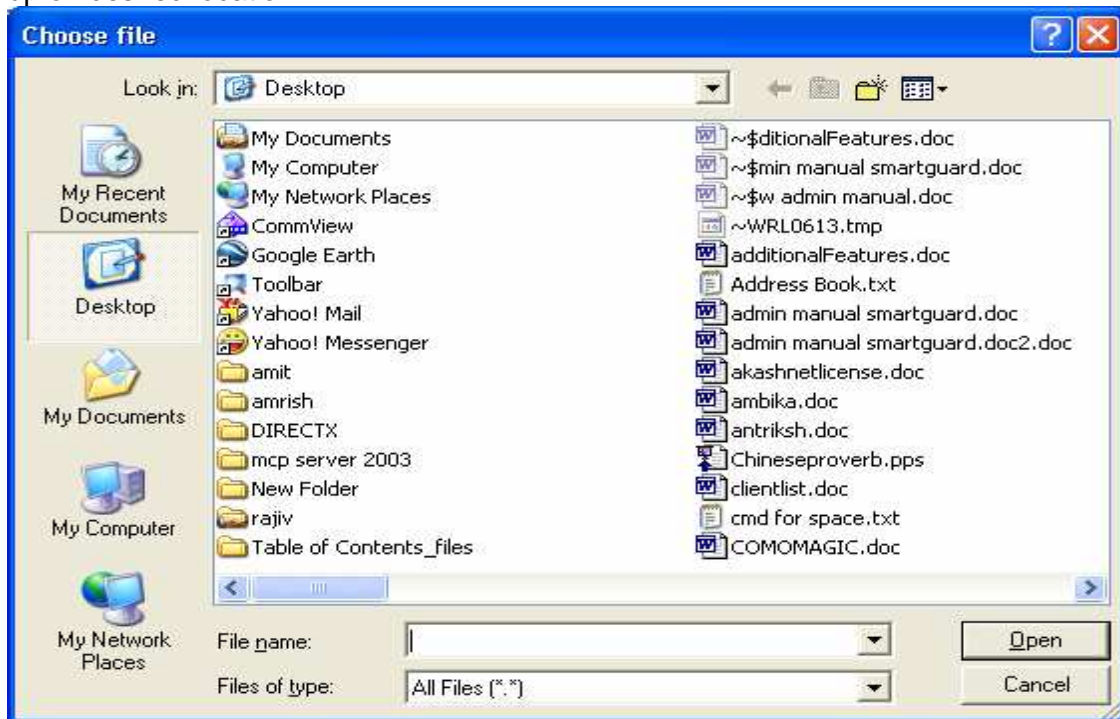 Choose file
Look in:
Desktop
My Recent
Documents
Desktop
My Documents
My Computer
My Network
Places
My Documents
My Computer
My Network Places
CommView
Google Earth
Toolbar
Yahoo! Mail
Yahoo! Messenger
amit
amrish
DIRECTX
mcp server 2003
New Folder
rajiv
Table of Contents_files
~$ditionalFeatures.doc
~$min manual smartguard.doc
~$w admin manual.doc
~WRL0613.tmp
additionalFeatures.doc
Address Book.txt
admin manual smartguard.doc
admin manual smartguard.doc2.doc
akashnetlicense.doc
ambika.doc
antriksh.doc
Chineseproverb.pps
clientlist.doc
cmd for space.txt
COMOMAGIC.doc
File name:
Open
Files of type:
All Files (*.*)
Cancel